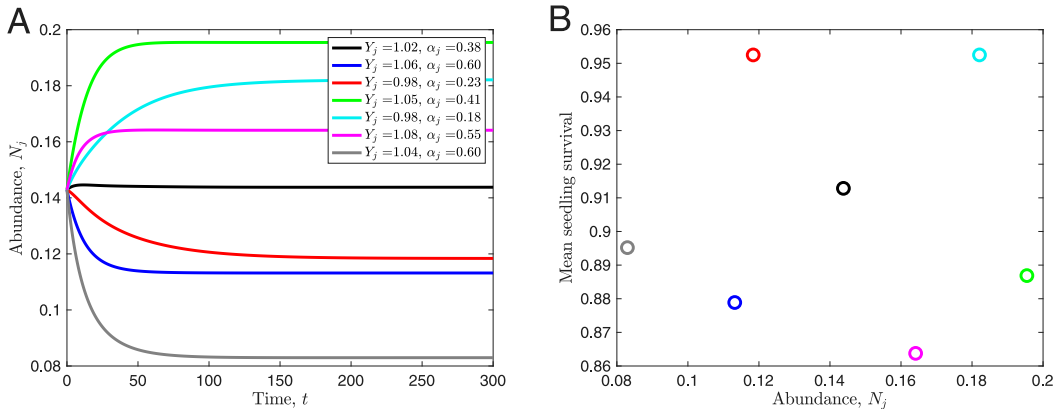 A
0.2
0.18
0.16
0.14
0.12
0.1
0.08
Abundance, N_j
0 50 100 150 200 250 300
Time, t
Y_j =1.02, α_j=0.38
Y_j =1.06, α_j=0.60
Y_j =0.98, α_j=0.23
Y_j =1.05, α_j=0.41
Y_j =0.98, α_j=0.18
Y_j =1.08, α_j=0.55
Y_j =1.04, α_j=0.60
B
0.96
0.95
0.94
0.93
0.92
0.91
0.9
0.89
0.88
0.87
0.86
Mean seedling survival
0.08 0.1 0.12 0.14 0.16 0.18 0.2
Abundance, N_j